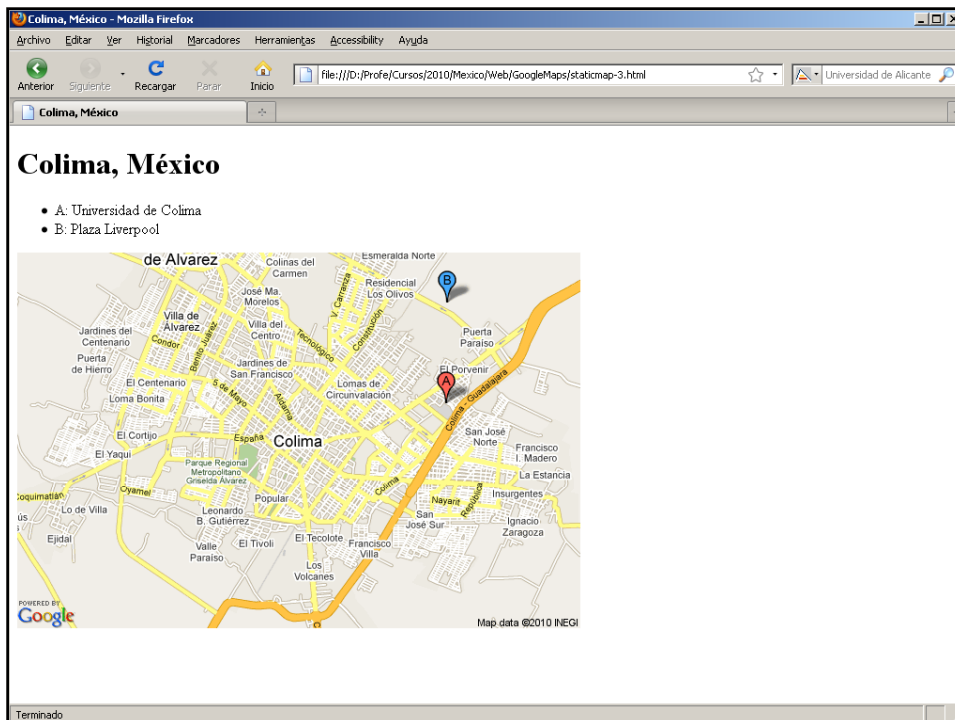 Colima, México - Mozilla Firefox
Archivo Editar Ver Historial Marcadores Herramientas Accessibility Ayuda
Anterior Siguiente Recargar Parar Inicio
file:///D:/Profe/Cursos/2010/Mexico/Web/GoogleMaps/staticmap-3.html
Universidad de Alicante
Colima, México
Colima, México
A: Universidad de Colima
B: Plaza Liverpool
de Alvarez
Colinas del
Carmen
Esmeralda Norte
B
Residencial
Los Olivos
José Ma.
Morelos
V. Carranza
Villa de
Álvarez
Villa del
Centro
Tecnológico
Construcción
Jardines del
Centenario
Condor
Benito Juárez
Puerta
Paraíso
Puerta
de Hierro
Jardines de
San Francisco
El Porvenir
A
El Centenario
5 de Mayo
Lomas de
Circunvalación
Loma Bonita
Aldama
Colima - Guadalajara
El Cortijo
España
Colima
San José
Norte
El Yaqui
Francisco
I. Madero
Parque Regional
Metropolitano
Griselda Álvarez
La Estancia
Coquimatlán
Oyamel
Popular
Colima
Nayarit
República
Insurgentes
Lo de Villa
Leonardo
B. Gutiérrez
San
José Sur
Ignacio
Zaragoza
Ejidal
Valle
Paraíso
El Tivoli
El Tecolote
Francisco
Villa
Los
Volcanes
POWERED BY
Google
Map data ©2010 INEGI
Terminado